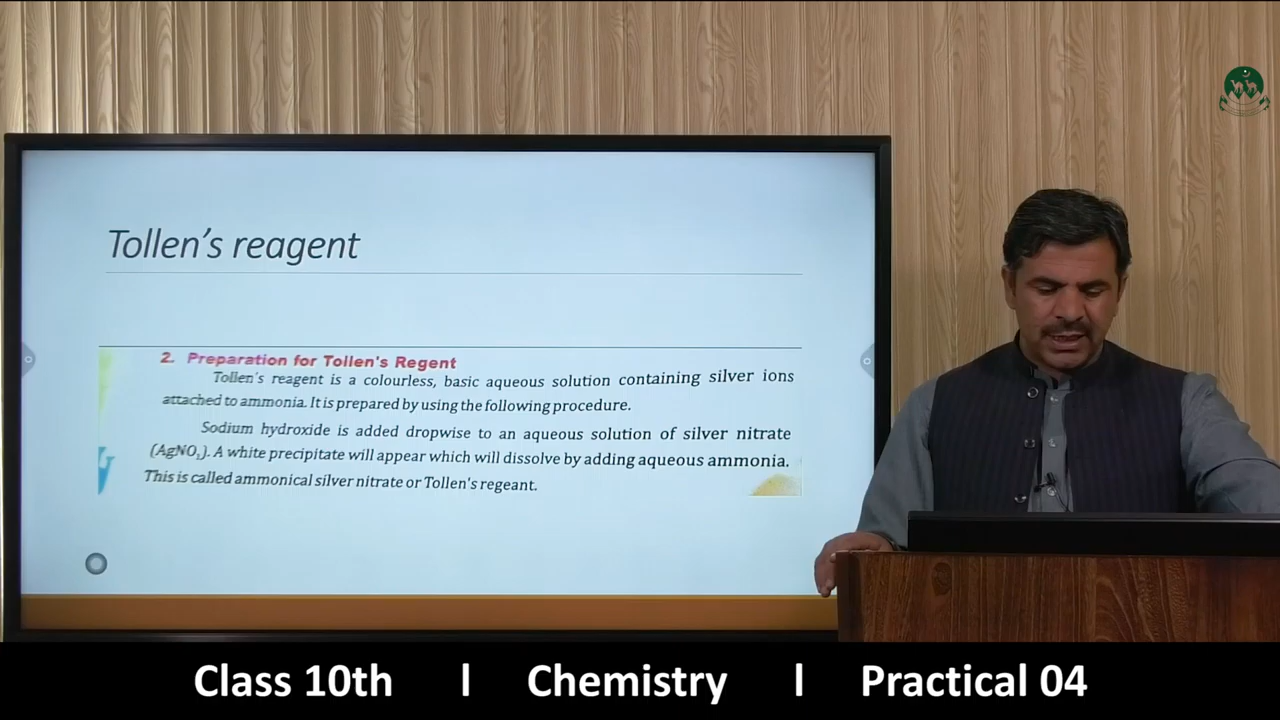 Tollen's reagent
2. Preparation for Tollen's Regent
Tollen's reagent is a colourless, basic aqueous solution containing silver ions
attached to ammonia. It is prepared by using the following procedure.
Sodium hydroxide is added dropwise to an aqueous solution of silver nitrate
(AgNO₃). A white precipitate will appear which will dissolve by adding aqueous ammonia.
This is called ammonical silver nitrate or Tollen's regeant.
Class 10th l Chemistry l Practical 04